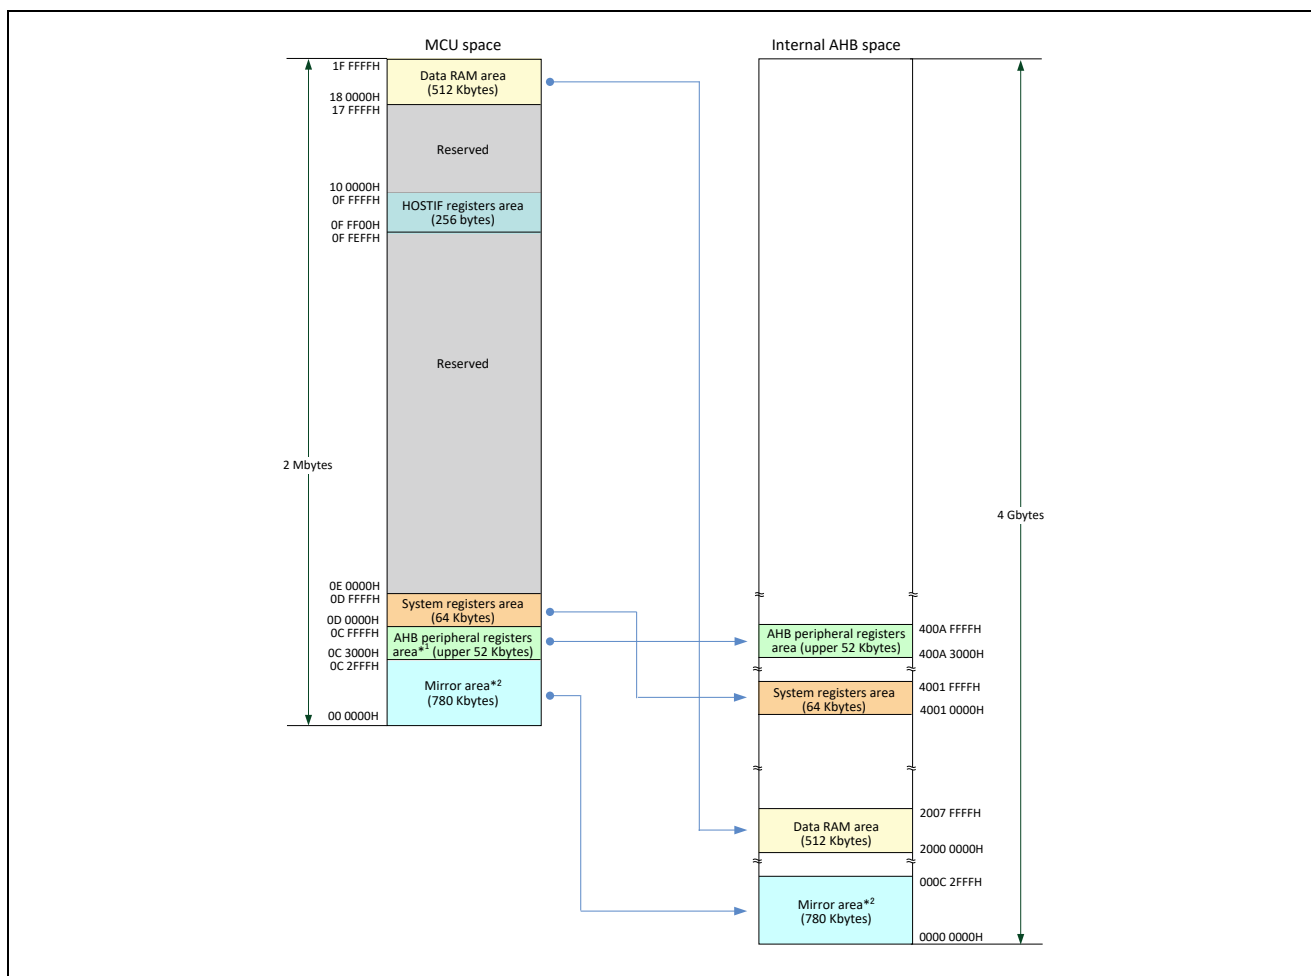 MCU space
Internal AHB space
1F FFFFH
Data RAM area
(512 Kbytes)
18 0000H
17 FFFFH
Reserved
10 0000H
0F FFFFH
HOSTIF registers area
(256 bytes)
0F FF00H
0F FEFFH
Reserved
2 Mbytes
4 Gbytes
0E 0000H
0D FFFFH
System registers area
(64 Kbytes)
0D 0000H
0C FFFFH
AHB peripheral registers
area*1 (upper 52 Kbytes)
0C 3000H
0C 2FFFH
Mirror area*2
(780 Kbytes)
00 0000H
AHB peripheral registers
area (upper 52 Kbytes)
400A FFFFH
400A 3000H
System registers area
(64 Kbytes)
4001 FFFFH
4001 0000H
Data RAM area
(512 Kbytes)
2007 FFFFH
2000 0000H
Mirror area*2
(780 Kbytes)
000C 2FFFH
0000 0000H